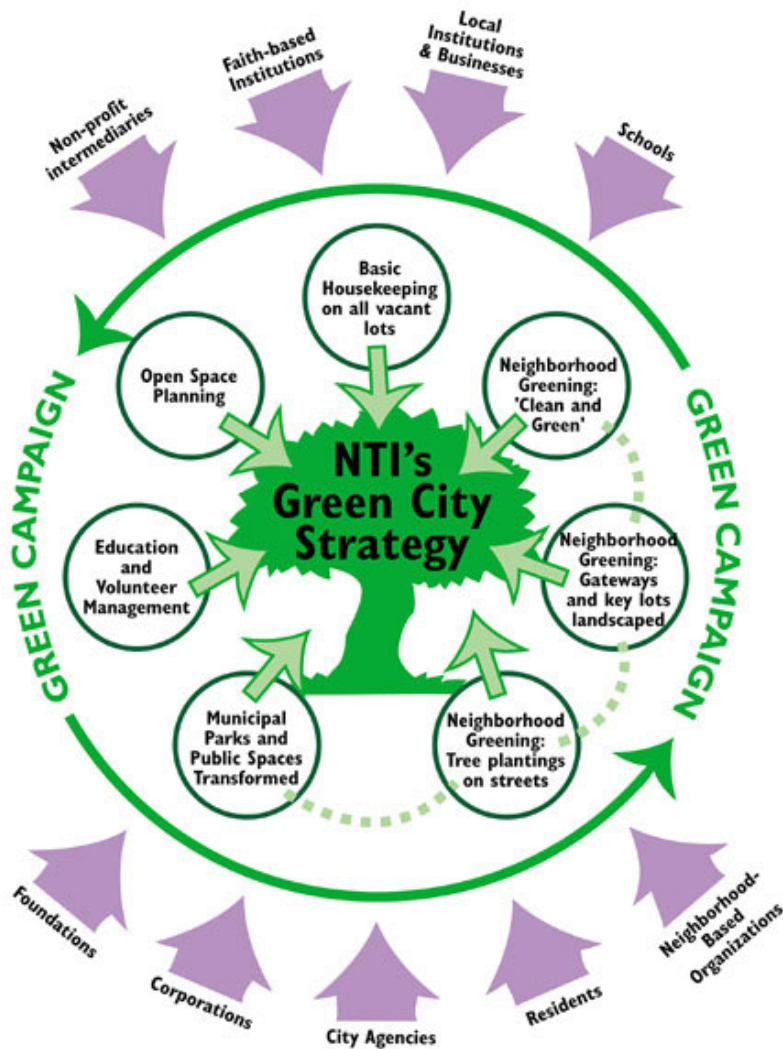 Non-profit
intermediaries
Faith-based
Institutions
Local
Institutions
& Businesses
Schools
Basic
Housekeeping
on all vacant
lots
Open Space
Planning
Neighborhood
Greening:
'Clean and
Green'
GREEN CAMPAIGN
NTI's
Green City
Strategy
GREEN CAMPAIGN
Education
and
Volunteer
Management
Neighborhood
Greening:
Gateways
and key lots
landscaped
Municipal
Parks and
Public Spaces
Transformed
Neighborhood
Greening:
Tree plantings
on streets
Foundations
Corporations
City Agencies
Residents
Neighborhood-
Based
Organizations